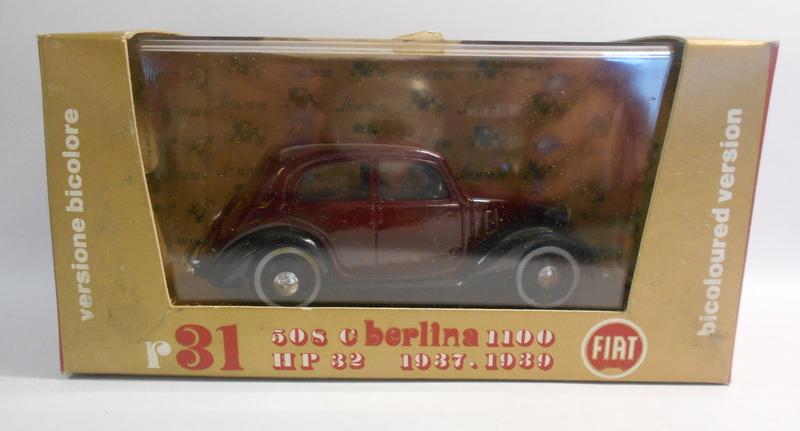 versione bicolore
bicoloured version
r31
508 C berlina 1100
HP 32 1937.1939
FIAT